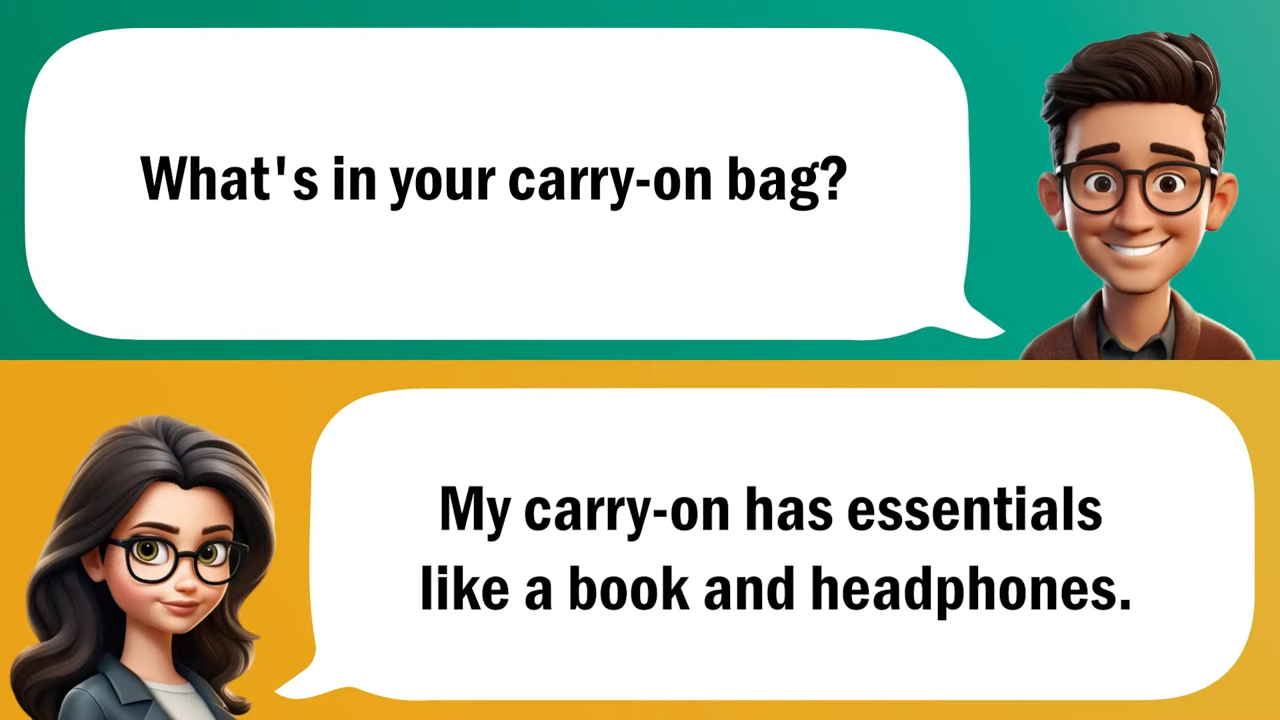 What's in your carry-on bag?
My carry-on has essentials
like a book and headphones.